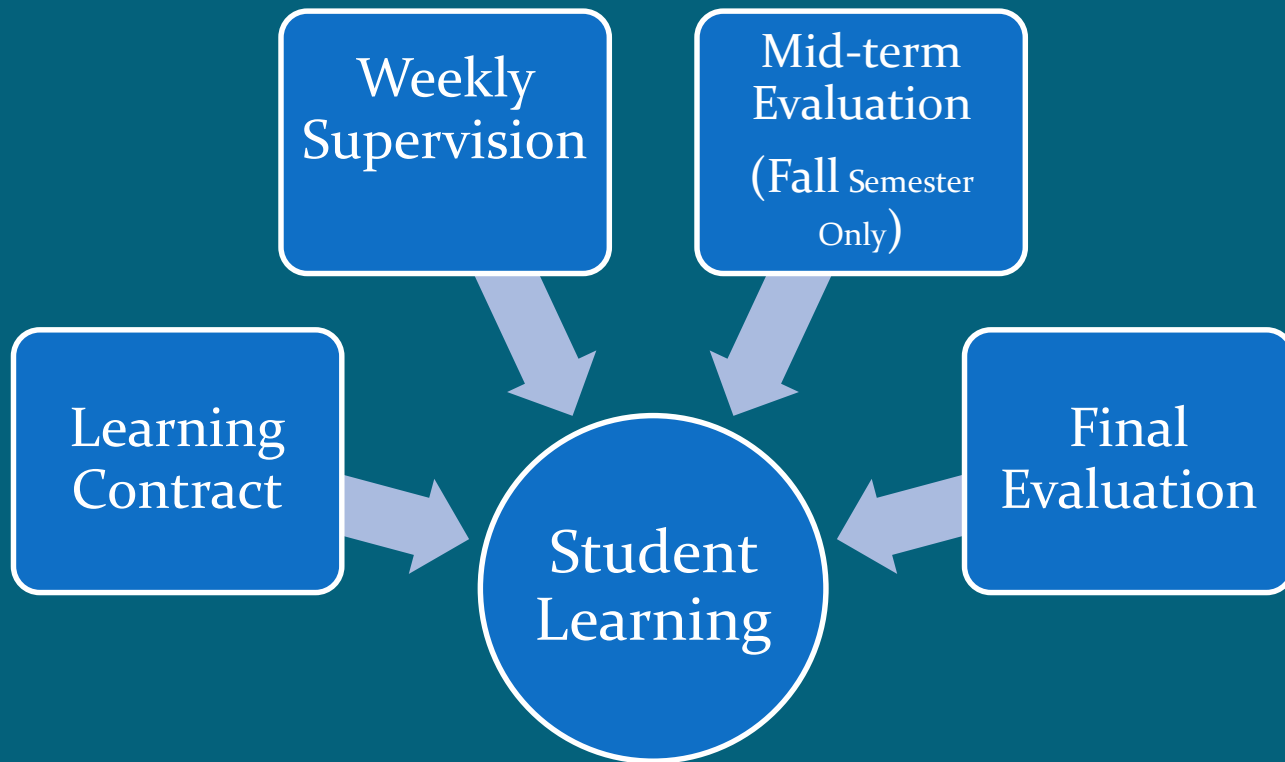 Weekly
Supervision
Mid-term
Evaluation
(Fall Semester
Only)
Learning
Contract
Final
Evaluation
Student
Learning